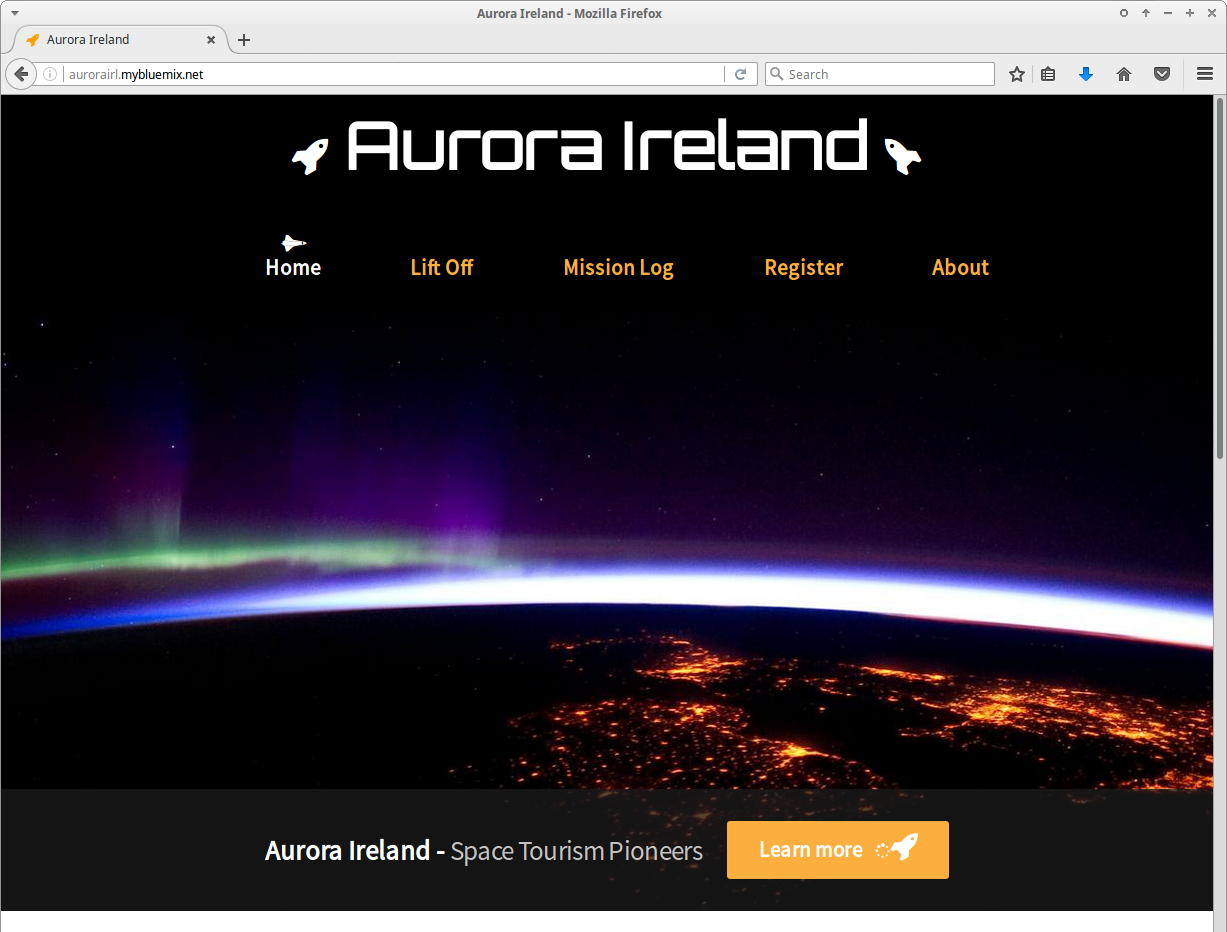 Aurora Ireland - Mozilla Firefox
Aurora Ireland
aurorairl.mybluemix.net
Search
Aurora Ireland
Home Lift Off Mission Log Register About
Aurora Ireland - Space Tourism Pioneers Learn more